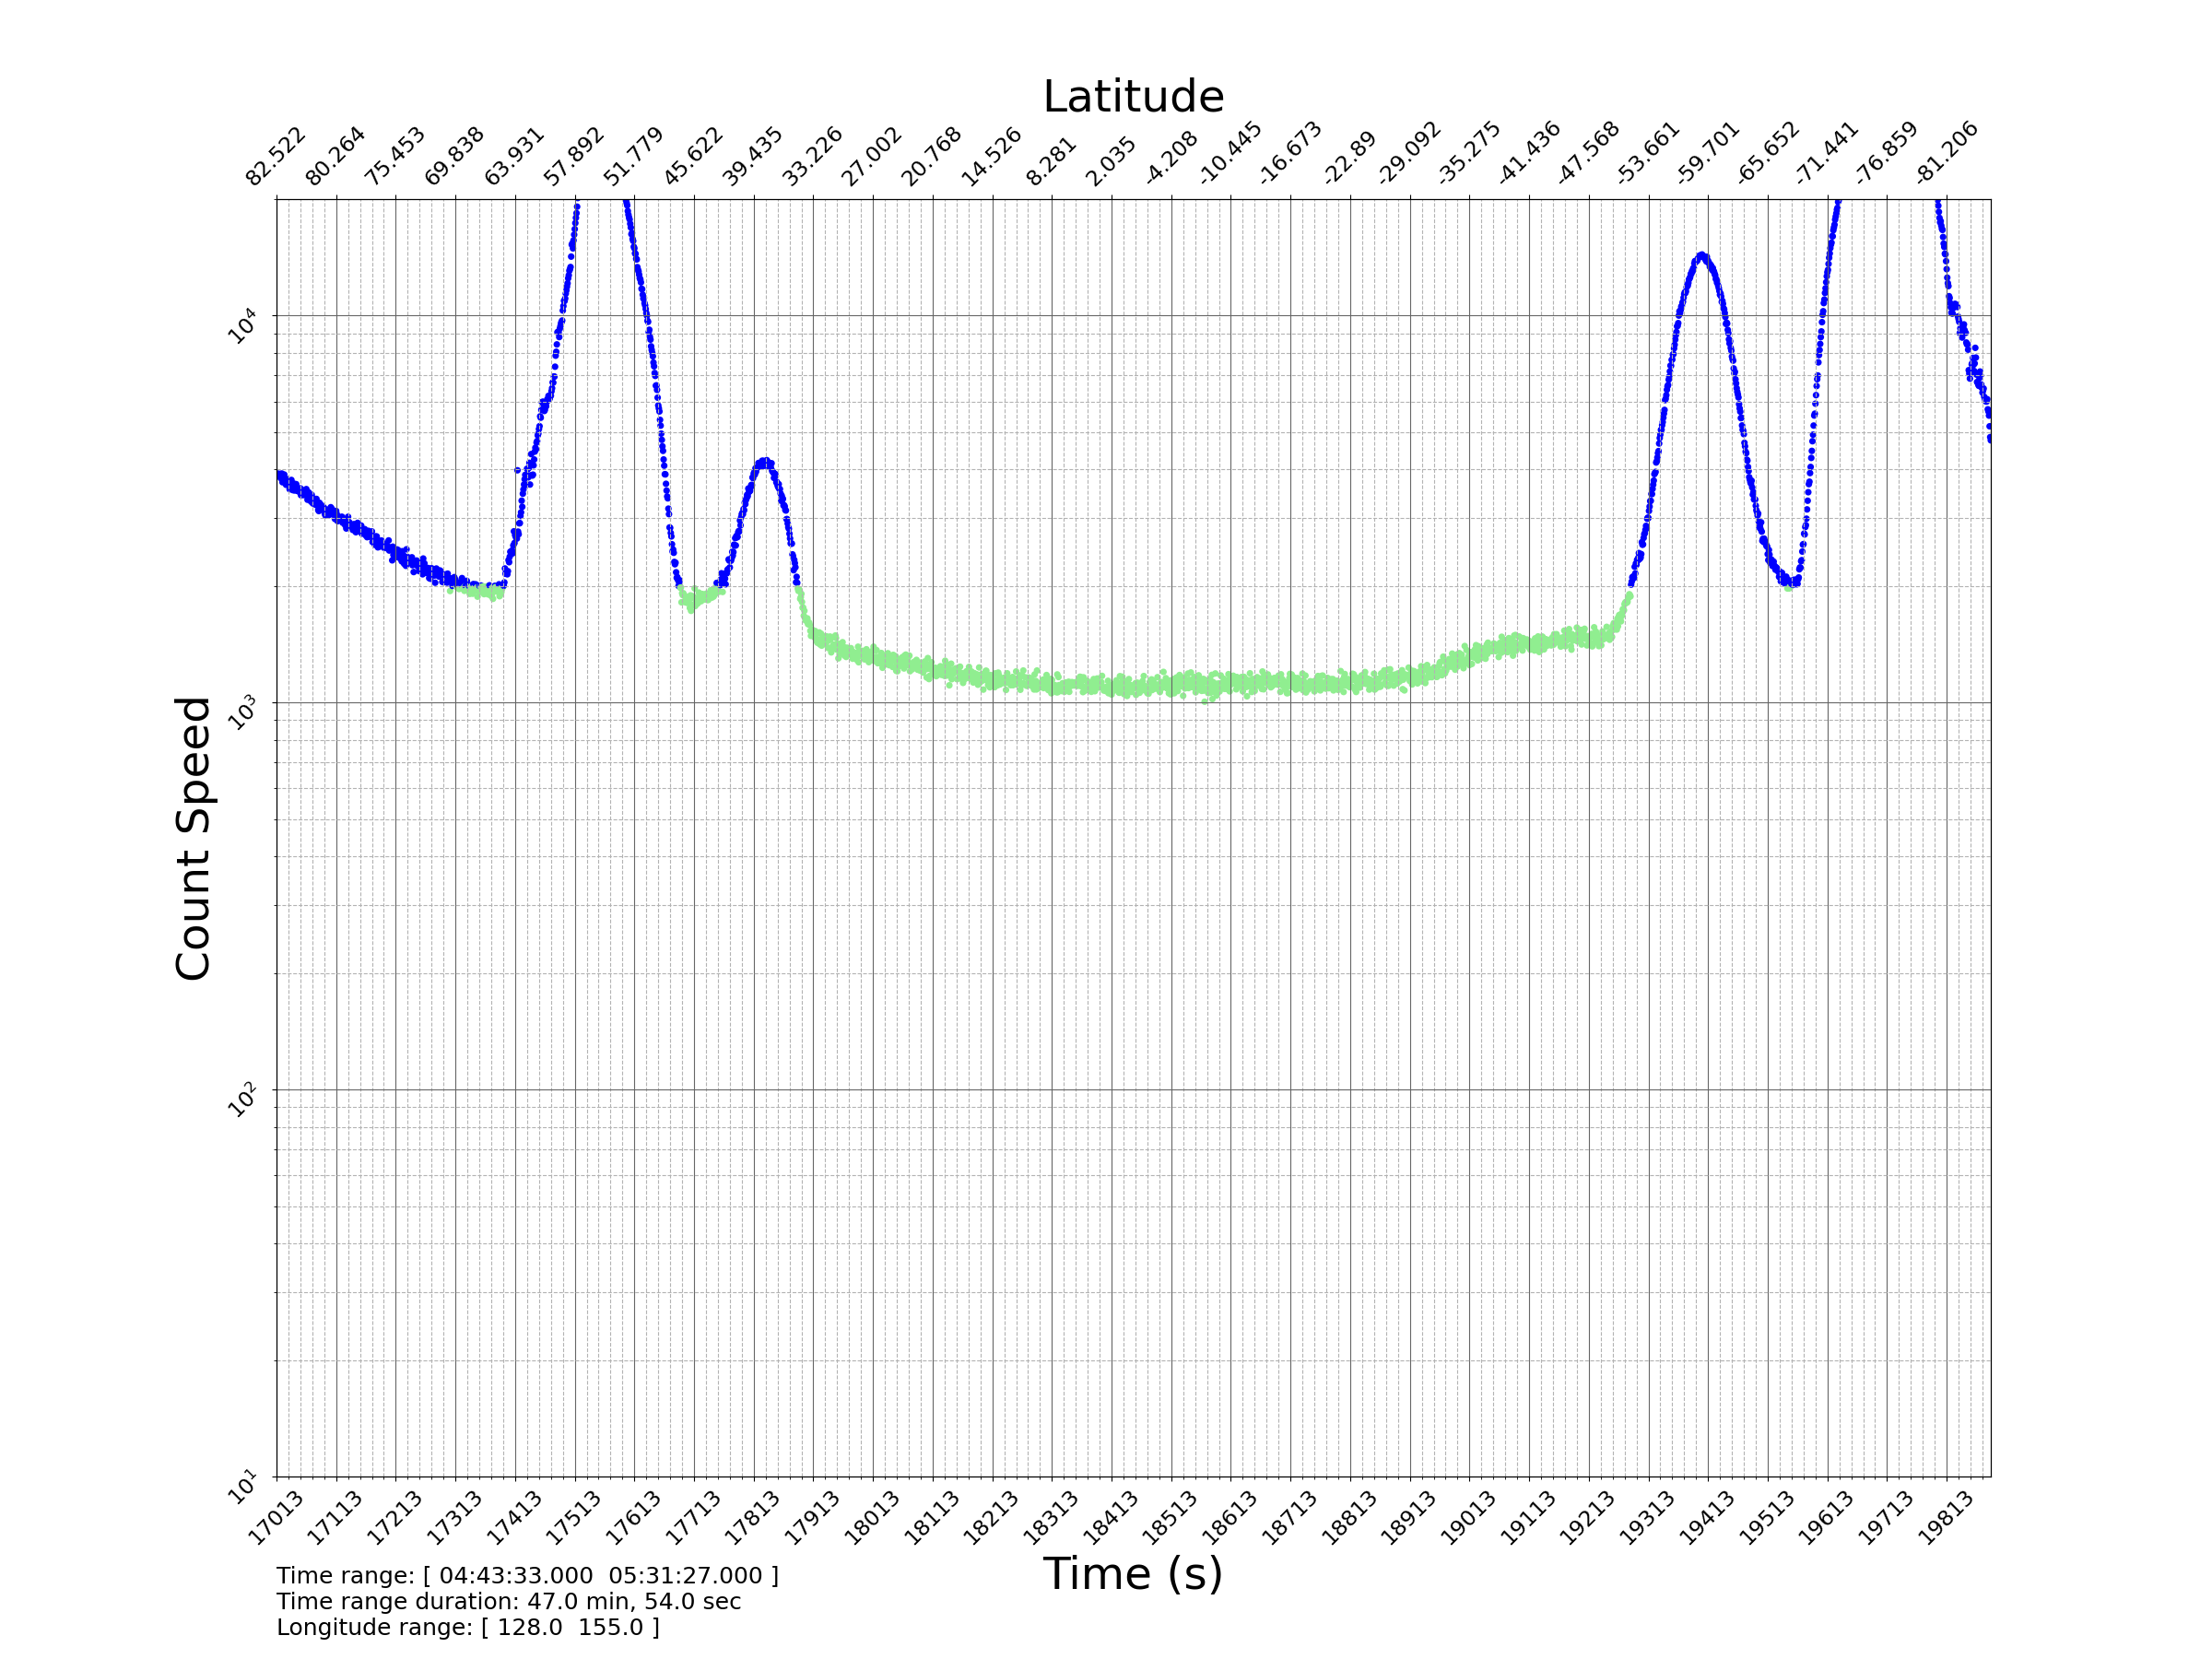 Latitude
82.522 80.264 75.453 69.838 63.931 57.892 51.779 45.622 39.435 33.226 27.002 20.768 14.526 8.281 2.035 -4.208 -10.445 -16.673 -22.89 -29.092 -35.275 -41.436 -47.568 -53.661 -59.701 -65.652 -71.441 -76.859 -81.206
10⁴
10³
10²
10¹
Count Speed
17013 17113 17213 17313 17413 17513 17613 17713 17813 17913 18013 18113 18213 18313 18413 18513 18613 18713 18813 18913 19013 19113 19213 19313 19413 19513 19613 19713 19813
Time (s)
Time range: [ 04:43:33.000  05:31:27.000 ]
Time range duration: 47.0 min, 54.0 sec
Longitude range: [ 128.0  155.0 ]